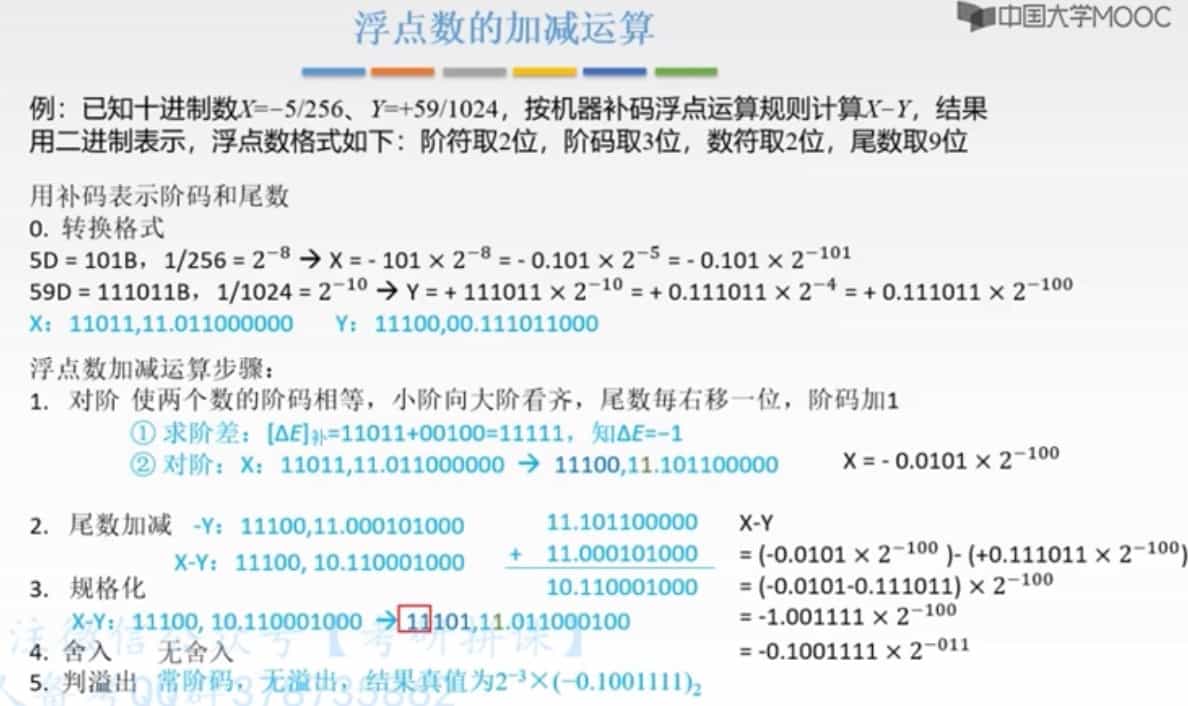 浮点数的加减运算
中国大学MOOC
例：已知十进制数X=−5/256、Y=+59/1024，按机器补码浮点运算规则计算X−Y，结果
用二进制表示，浮点数格式如下：阶符取2位，阶码取3位，数符取2位，尾数取9位
用补码表示阶码和尾数
0. 转换格式
5D = 101B，1/256 = 2⁻⁸ → X = - 101 × 2⁻⁸ = - 0.101 × 2⁻⁵ = - 0.101 × 2⁻¹⁰¹
59D = 111011B，1/1024 = 2⁻¹⁰ → Y = + 111011 × 2⁻¹⁰ = + 0.111011 × 2⁻⁴ = + 0.111011 × 2⁻¹⁰⁰
X：11011,11.011000000 Y：11100,00.111011000
浮点数加减运算步骤：
1. 对阶 使两个数的阶码相等，小阶向大阶看齐，尾数每右移一位，阶码加1
① 求阶差：[ΔE]补=11011+00100=11111，知ΔE=−1
② 对阶：X：11011,11.011000000 → 11100,11.101100000 X = - 0.0101 × 2⁻¹⁰⁰
2. 尾数加减 -Y：11100,11.000101000
X-Y：11100, 10.110001000
11.101100000
+ 11.000101000
10.110001000
X-Y
= (-0.0101 × 2⁻¹⁰⁰ )- (+0.111011 × 2⁻¹⁰⁰)
= (-0.0101-0.111011) × 2⁻¹⁰⁰
= -1.001111 × 2⁻¹⁰⁰
= -0.1001111 × 2⁻⁰¹¹
3. 规格化
X-Y：11100, 10.110001000 → 11101,11.011000100
4. 舍入 无舍入
5. 判溢出 常阶码，无溢出，结果真值为2⁻³×(−0.1001111)₂